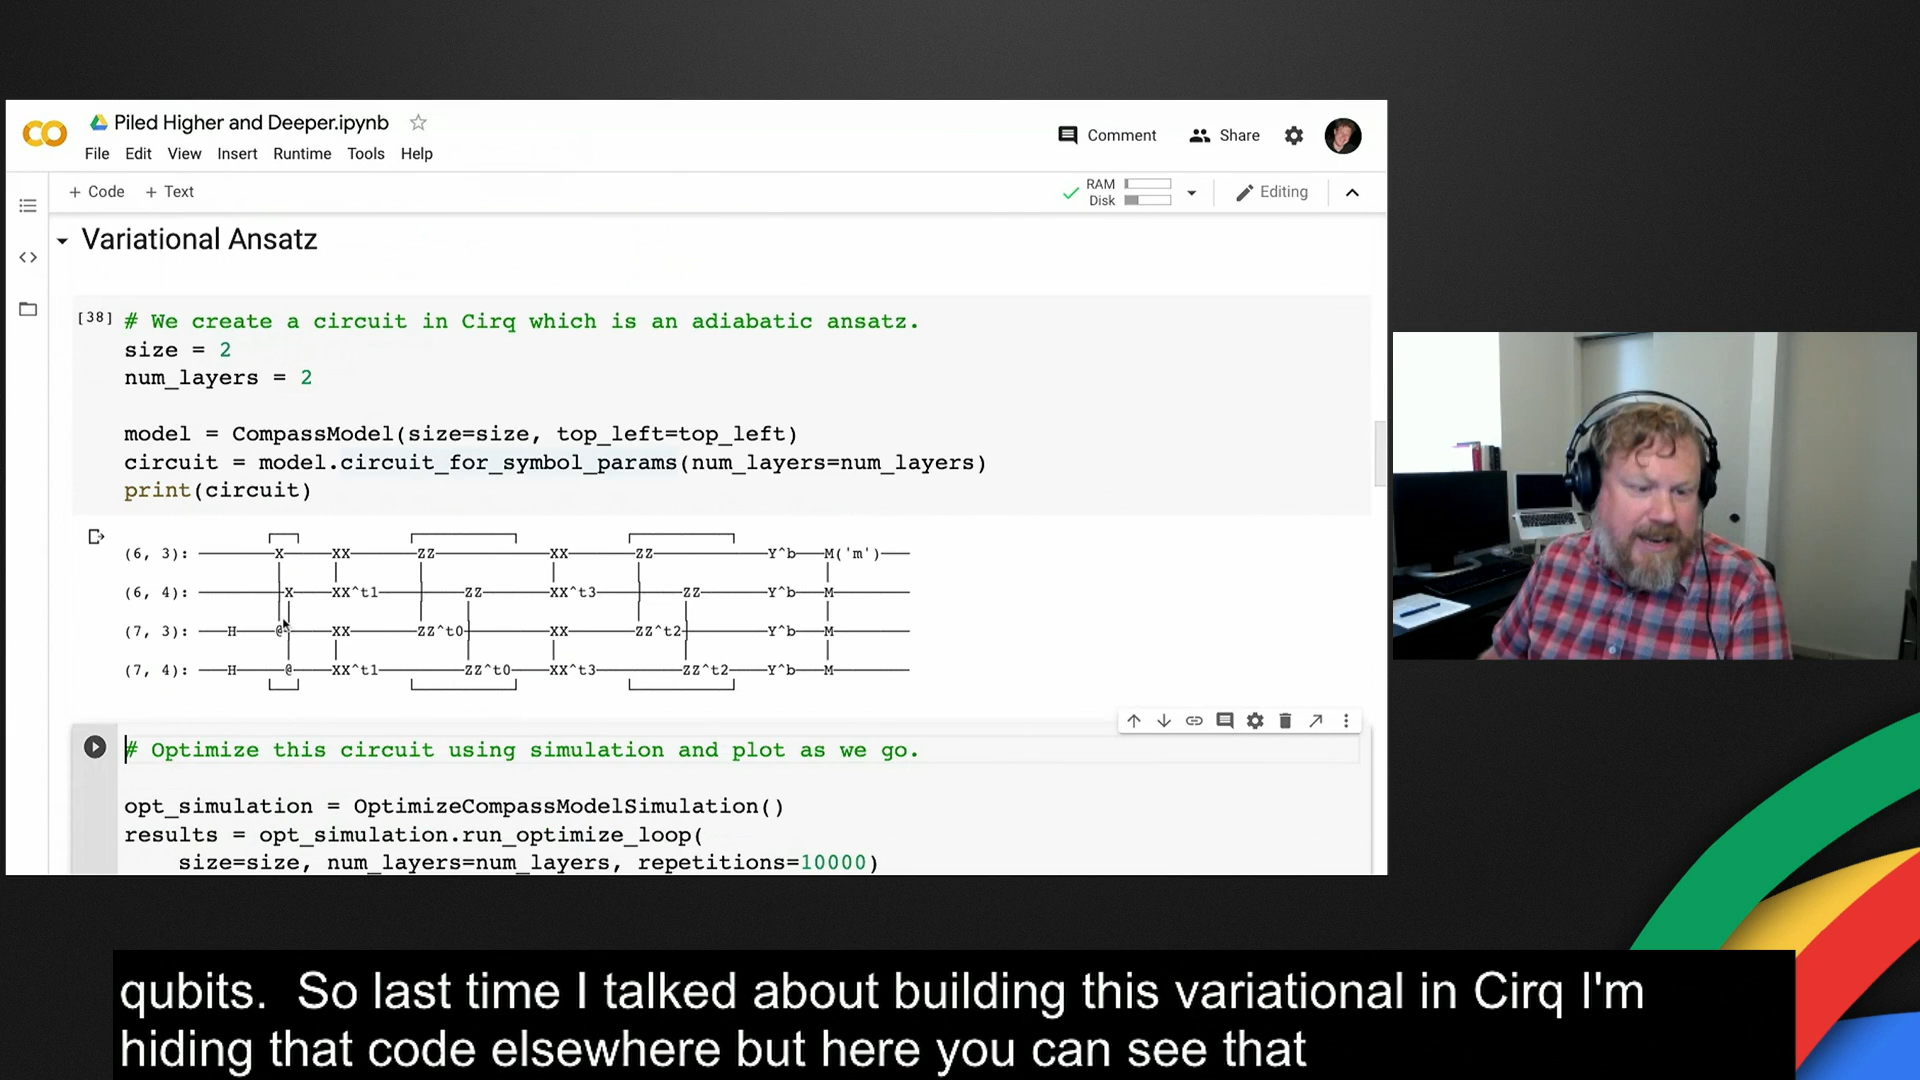 Piled Higher and Deeper.ipynb
Comment Share
File Edit View Insert Runtime Tools Help
+ Code + Text
RAM
Disk
Editing
Variational Ansatz
[38] # We create a circuit in Cirq which is an adiabatic ansatz.
size = 2
num_layers = 2
model = CompassModel(size=size, top_left=top_left)
circuit = model.circuit_for_symbol_params(num_layers=num_layers)
print(circuit)
(6, 3): ───X───XX───ZZ───XX───ZZ───Y^b───M('m')───
(6, 4): ───X───XX^t1───ZZ───XX^t3───ZZ───Y^b───M───
(7, 3): ───H───@───XX───ZZ^t0───XX───ZZ^t2───Y^b───M───
(7, 4): ───H───@───XX^t1───ZZ^t0───XX^t3───ZZ^t2───Y^b───M───
# Optimize this circuit using simulation and plot as we go.
opt_simulation = OptimizeCompassModelSimulation()
results = opt_simulation.run_optimize_loop(
size=size, num_layers=num_layers, repetitions=10000)
qubits. So last time I talked about building this variational in Cirq I'm
hiding that code elsewhere but here you can see that